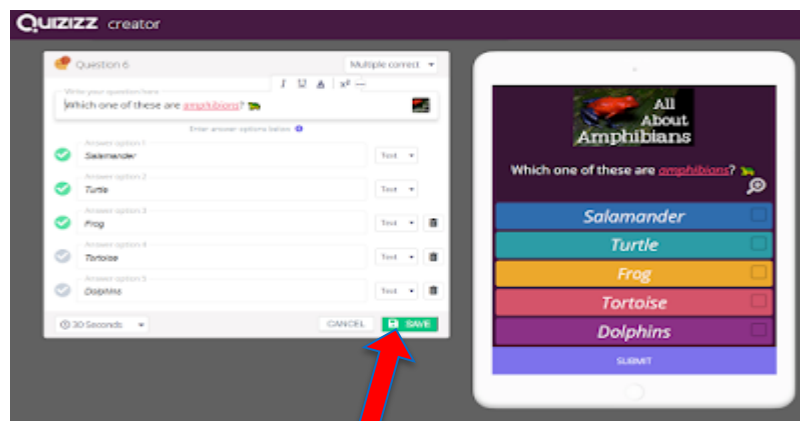 QUIZIZZ creator
Question 6
Multiple correct
I U A x² —
Write your question here
Which one of these are amphibions?
Enter answer options below
Answer option 1
Salamander
Text
Answer option 2
Turtle
Text
Answer option 3
Frog
Text
Answer option 4
Tortoise
Text
Answer option 5
Dolphins
Text
30 Seconds
CANCEL
SAVE
All
About
Amphibians
Which one of these are amphibions?
Salamander
Turtle
Frog
Tortoise
Dolphins
SUBMIT